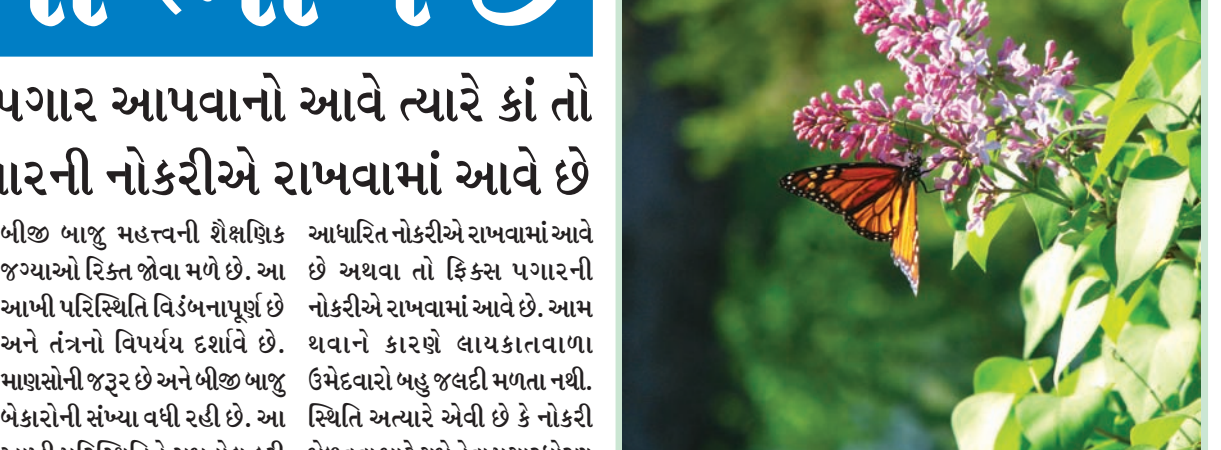 પગાર આપવાનો આવે ત્યારે કાં તો
નોકરીએ રાખવામાં આવે છે
બીજી બાજુ મહત્ત્વની શૈક્ષણિક
જગ્યાઓ રિક્ત જોવા મળે છે. આ
આખી પરિસ્થિતિ વિડંબનાપૂર્ણ છે
અને તંત્રનો વિપર્યય દર્શાવે છે.
માણસોની જરૂર છે અને બીજી બાજુ
બેકારોની સંખ્યા વધી રહી છે. આ
આધારિત નોકરીએ રાખવામાં આવે
છે અથવા તો ફિક્સ પગારની
નોકરીએ રાખવામાં આવે છે. આમ
થવાને કારણે લાયકાતવાળા
ઉમેદવારો બહુ જલદી મળતા નથી.
સ્થિતિ અત્યારે એવી છે કે નોકરી